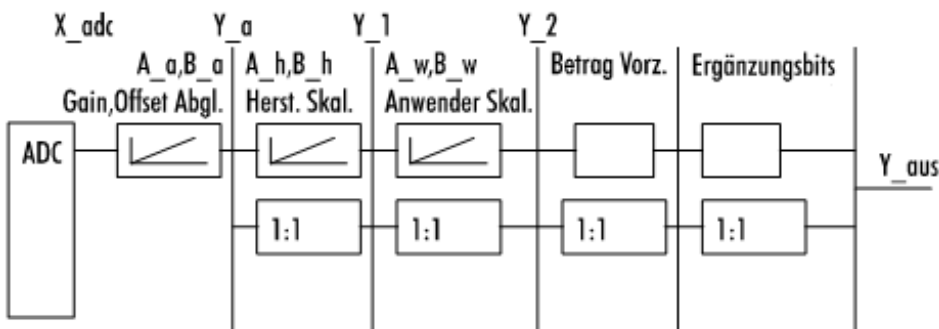 X_adc Y_a Y_1 Y_2
A_a,B_a A_h,B_h A_w,B_w Betrag Vorz. Ergänzungsbits
Gain,Offset Abgl. Herst. Skal. Anwender Skal.
ADC
Y_aus
1:1 1:1 1:1 1:1